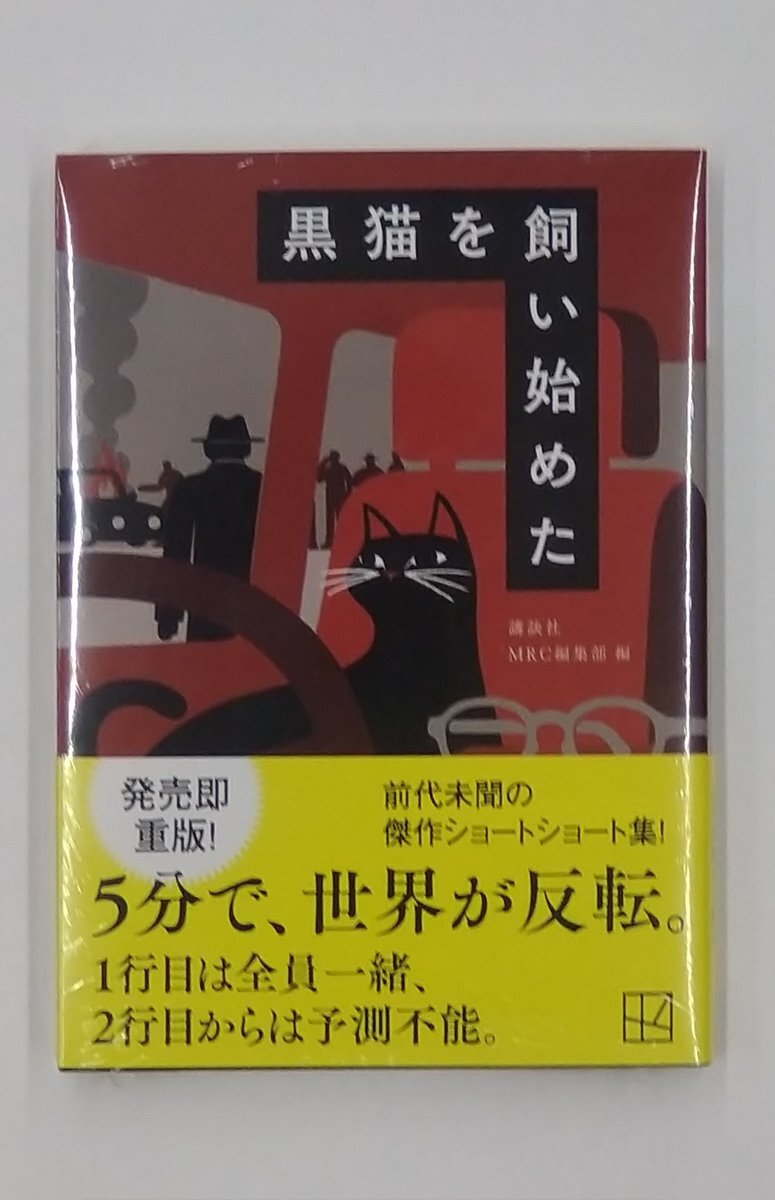 黒猫を飼い始めた
講談社
MRC編集部 編
発売即
重版!
前代未聞の
傑作ショートショート集!
5分で、世界が反転。
1行目は全員一緒、
2行目からは予測不能。